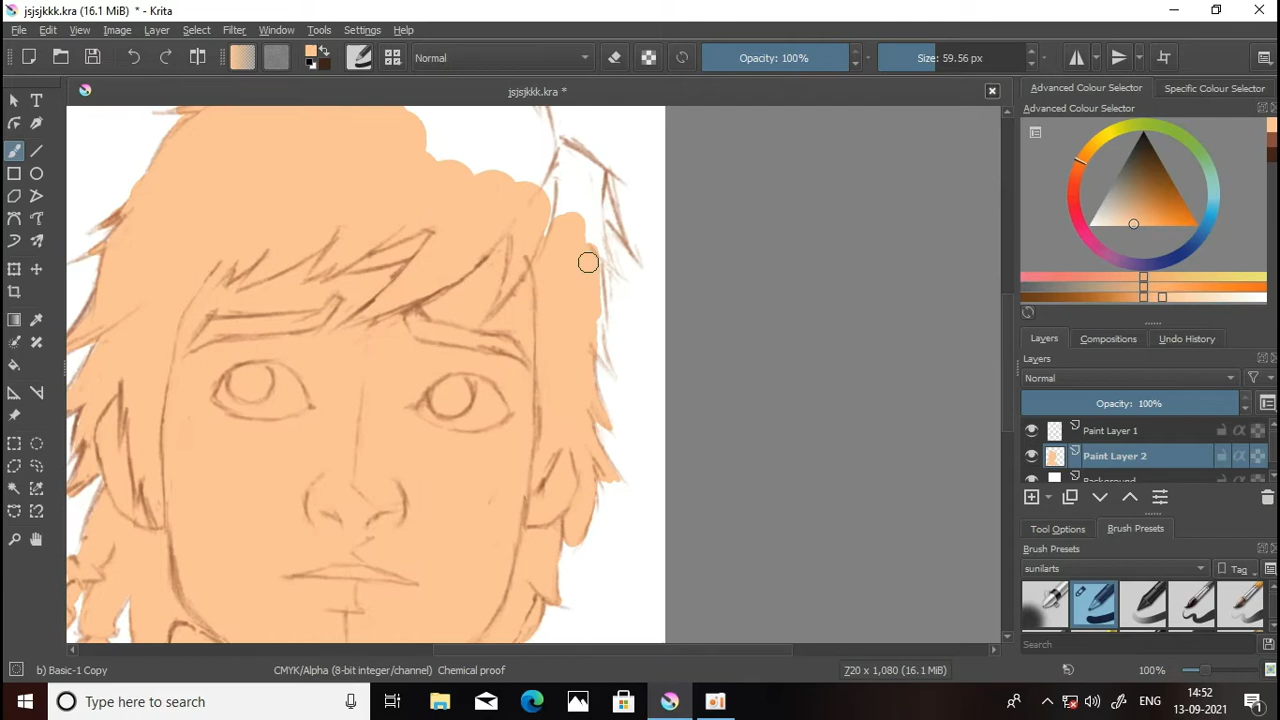 jsjsjkkk.kra (16.1 MiB) * - Krita
File Edit View Image Layer Select Filter Window Tools Settings Help
Normal Opacity: 100% Size: 59.56 px
jsjsjkkk.kra *
Advanced Colour Selector Specific Colour Selector
Advanced Colour Selector
Layers Compositions Undo History
Layers
Normal
Opacity: 100%
Paint Layer 1
Paint Layer 2
Background
Tool Options Brush Presets
Brush Presets
sunilarts Tag
Search
b) Basic-1 Copy CMYK/Alpha (8-bit integer/channel) Chemical proof 720 x 1,080 (16.1 MiB) 100%
Type here to search ENG 14:52
13-09-2021 1